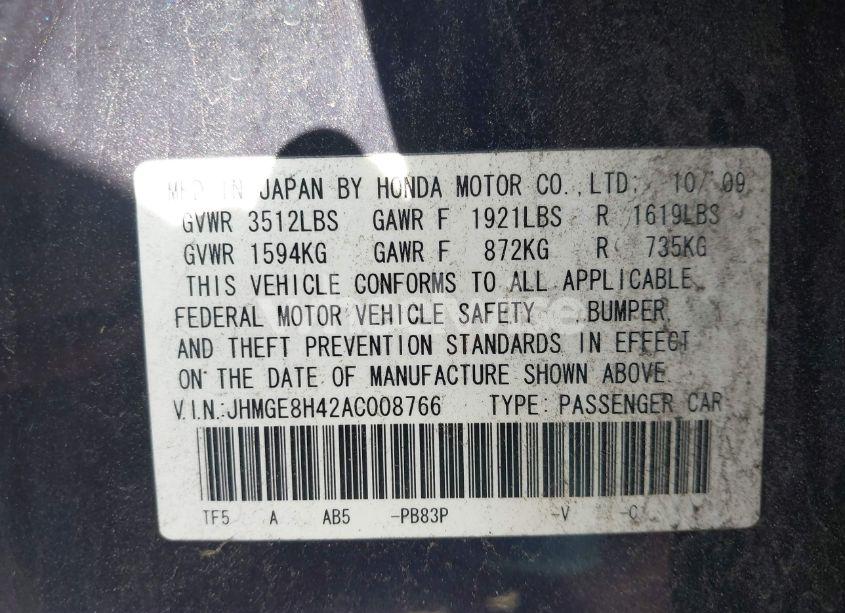 MFD IN JAPAN BY HONDA MOTOR CO., LTD. 10/09
GVWR 3512LBS GAWR F 1921LBS R 1619LBS
GVWR 1594KG GAWR F 872KG R 735KG
THIS VEHICLE CONFORMS TO ALL APPLICABLE
FEDERAL MOTOR VEHICLE SAFETY, BUMPER,
AND THEFT PREVENTION STANDARDS IN EFFECT
ON THE DATE OF MANUFACTURE SHOWN ABOVE
V.I.N.:JHMGE8H42AC008766 TYPE: PASSENGER CAR
TF5 A AB5 -PB83P -V -C